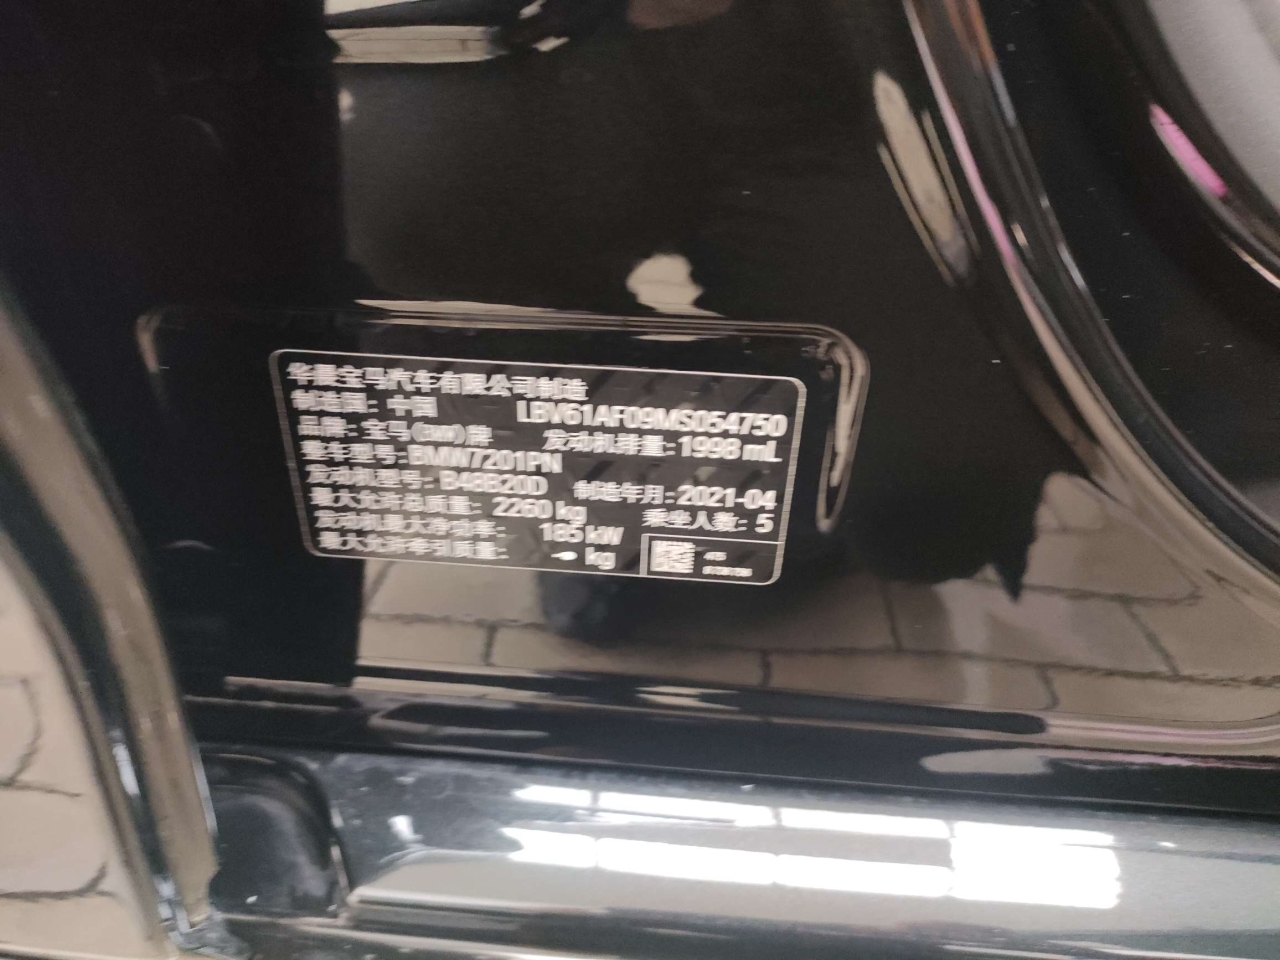 华晨宝马汽车有限公司制造
制造国：中国 LBV61AF09MS054750
品牌：宝马(BMW)牌 发动机排量：1998 mL
整车型号：BMW7201PN
发动机型号：B48B20D 制造年月：2021-04
最大允许总质量：2260 kg 乘坐人数：5
发动机最大净功率：185 kW
最大允许牵引质量：- kg